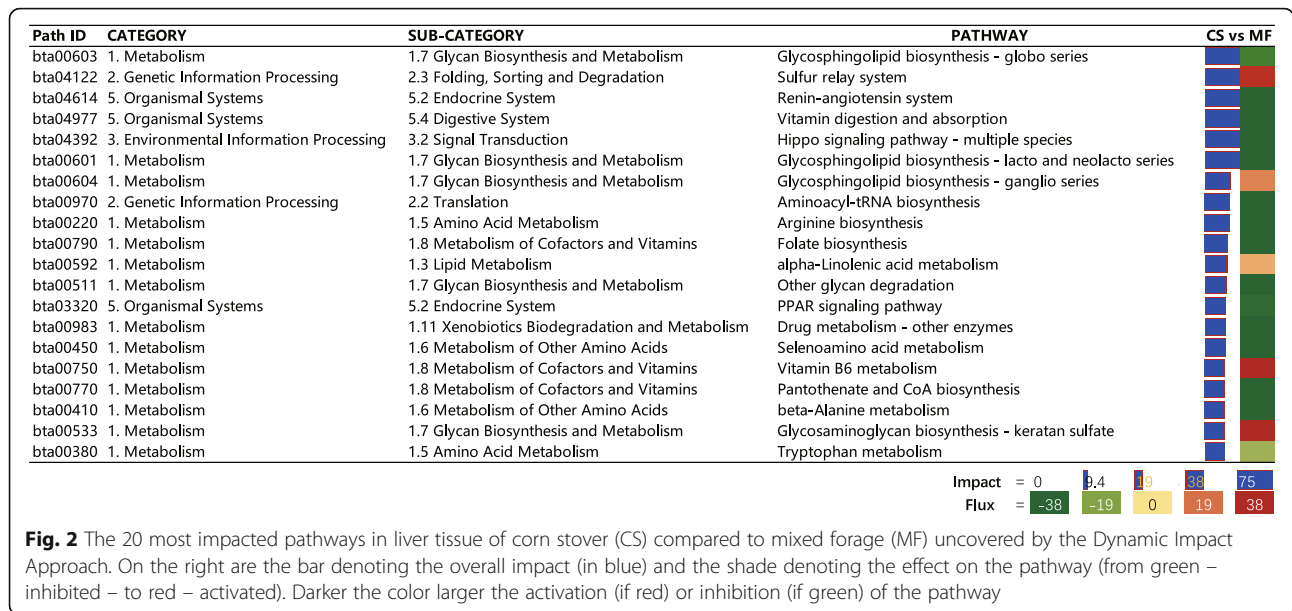 Path ID CATEGORY SUB-CATEGORY PATHWAY CS vs MF
bta00603 1. Metabolism 1.7 Glycan Biosynthesis and Metabolism Glycosphingolipid biosynthesis - globo series
bta04122 2. Genetic Information Processing 2.3 Folding, Sorting and Degradation Sulfur relay system
bta04614 5. Organismal Systems 5.2 Endocrine System Renin-angiotensin system
bta04977 5. Organismal Systems 5.4 Digestive System Vitamin digestion and absorption
bta04392 3. Environmental Information Processing 3.2 Signal Transduction Hippo signaling pathway - multiple species
bta00601 1. Metabolism 1.7 Glycan Biosynthesis and Metabolism Glycosphingolipid biosynthesis - lacto and neolacto series
bta00604 1. Metabolism 1.7 Glycan Biosynthesis and Metabolism Glycosphingolipid biosynthesis - ganglio series
bta00970 2. Genetic Information Processing 2.2 Translation Aminoacyl-tRNA biosynthesis
bta00220 1. Metabolism 1.5 Amino Acid Metabolism Arginine biosynthesis
bta00790 1. Metabolism 1.8 Metabolism of Cofactors and Vitamins Folate biosynthesis
bta00592 1. Metabolism 1.3 Lipid Metabolism alpha-Linolenic acid metabolism
bta00511 1. Metabolism 1.7 Glycan Biosynthesis and Metabolism Other glycan degradation
bta03320 5. Organismal Systems 5.2 Endocrine System PPAR signaling pathway
bta00983 1. Metabolism 1.11 Xenobiotics Biodegradation and Metabolism Drug metabolism - other enzymes
bta00450 1. Metabolism 1.6 Metabolism of Other Amino Acids Selenoamino acid metabolism
bta00750 1. Metabolism 1.8 Metabolism of Cofactors and Vitamins Vitamin B6 metabolism
bta00770 1. Metabolism 1.8 Metabolism of Cofactors and Vitamins Pantothenate and CoA biosynthesis
bta00410 1. Metabolism 1.6 Metabolism of Other Amino Acids beta-Alanine metabolism
bta00533 1. Metabolism 1.7 Glycan Biosynthesis and Metabolism Glycosaminoglycan biosynthesis - keratan sulfate
bta00380 1. Metabolism 1.5 Amino Acid Metabolism Tryptophan metabolism
Impact = 0 9.4 19 38 75
Flux = -38 -19 0 19 38
Fig. 2 The 20 most impacted pathways in liver tissue of corn stover (CS) compared to mixed forage (MF) uncovered by the Dynamic Impact
Approach. On the right are the bar denoting the overall impact (in blue) and the shade denoting the effect on the pathway (from green –
inhibited – to red – activated). Darker the color larger the activation (if red) or inhibition (if green) of the pathway